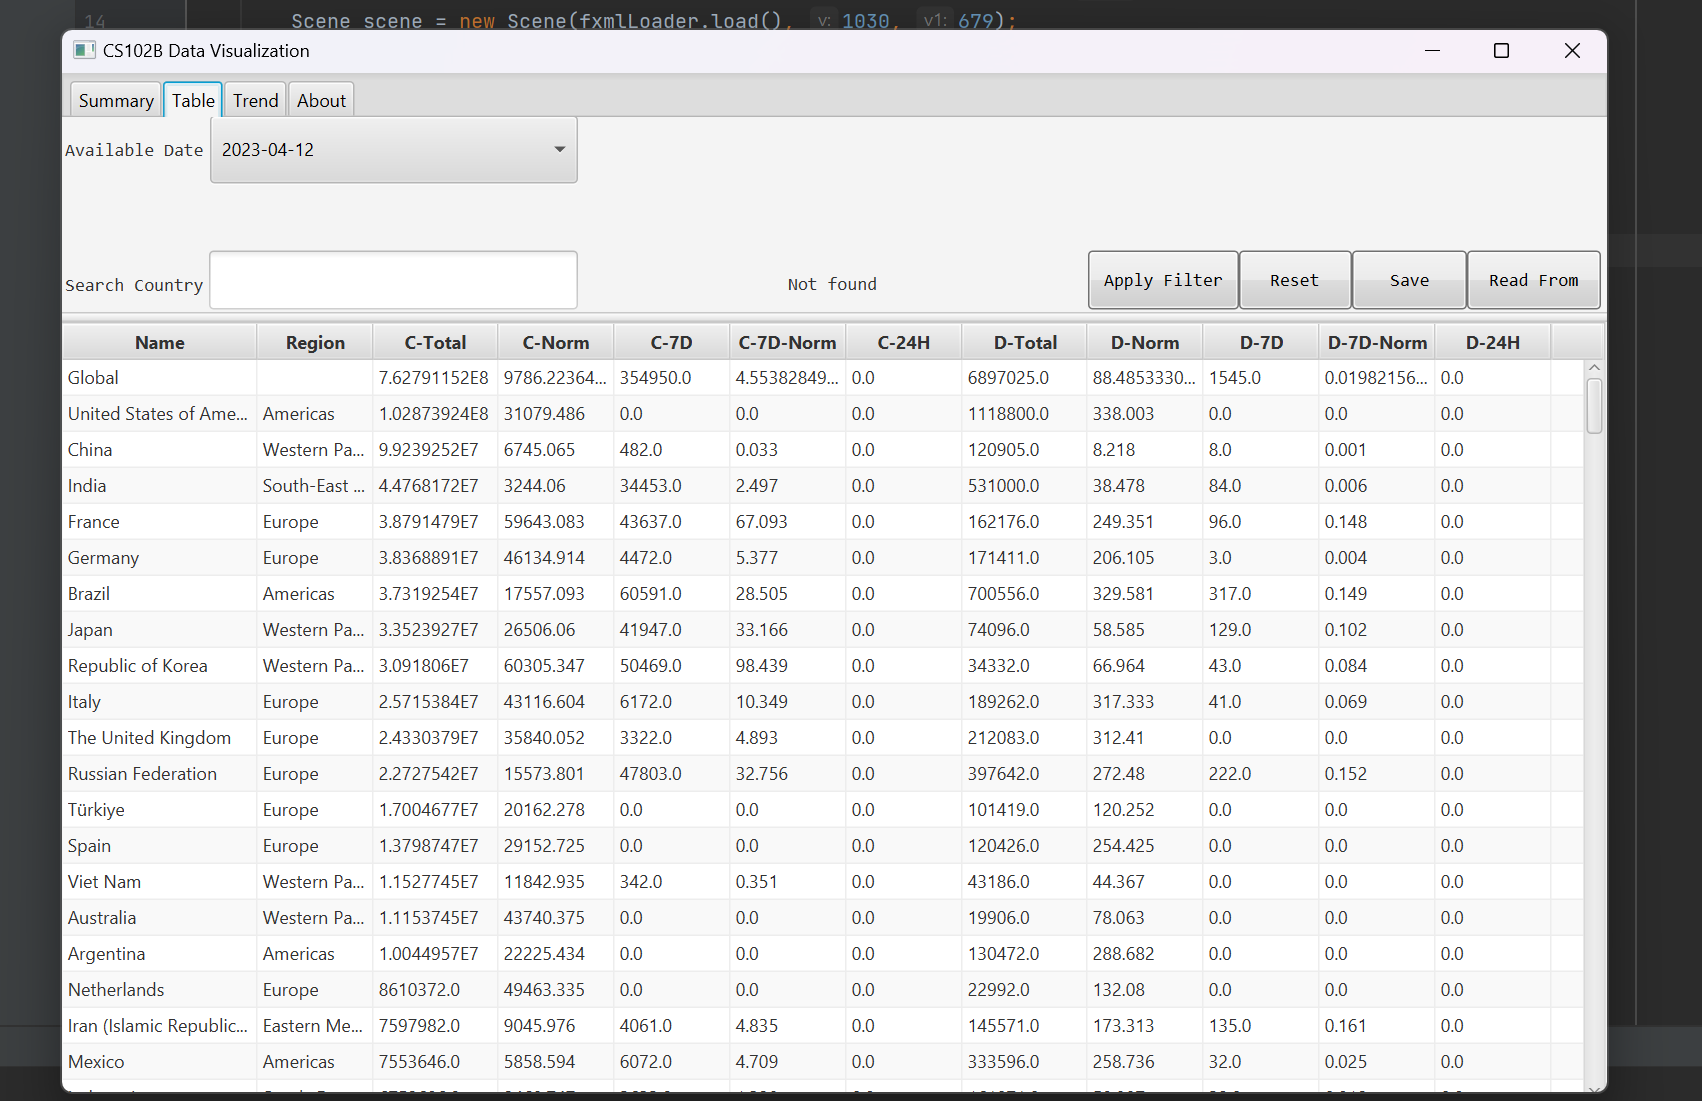 14 Scene scene = new Scene(fxmlLoader.load(), v: 1030, v1: 679);
CS102B Data Visualization
Summary Table Trend About
Available Date 2023-04-12
Search Country Not found Apply Filter Reset Save Read From
Name Region C-Total C-Norm C-7D C-7D-Norm C-24H D-Total D-Norm D-7D D-7D-Norm D-24H
Global 7.62791152E8 9786.22364... 354950.0 4.55382849... 0.0 6897025.0 88.4853330... 1545.0 0.01982156... 0.0
United States of Ame... Americas 1.02873924E8 31079.486 0.0 0.0 0.0 1118800.0 338.003 0.0 0.0 0.0
China Western Pa... 9.9239252E7 6745.065 482.0 0.033 0.0 120905.0 8.218 8.0 0.001 0.0
India South-East ... 4.4768172E7 3244.06 34453.0 2.497 0.0 531000.0 38.478 84.0 0.006 0.0
France Europe 3.8791479E7 59643.083 43637.0 67.093 0.0 162176.0 249.351 96.0 0.148 0.0
Germany Europe 3.8368891E7 46134.914 4472.0 5.377 0.0 171411.0 206.105 3.0 0.004 0.0
Brazil Americas 3.7319254E7 17557.093 60591.0 28.505 0.0 700556.0 329.581 317.0 0.149 0.0
Japan Western Pa... 3.3523927E7 26506.06 41947.0 33.166 0.0 74096.0 58.585 129.0 0.102 0.0
Republic of Korea Western Pa... 3.091806E7 60305.347 50469.0 98.439 0.0 34332.0 66.964 43.0 0.084 0.0
Italy Europe 2.5715384E7 43116.604 6172.0 10.349 0.0 189262.0 317.333 41.0 0.069 0.0
The United Kingdom Europe 2.4330379E7 35840.052 3322.0 4.893 0.0 212083.0 312.41 0.0 0.0 0.0
Russian Federation Europe 2.2727542E7 15573.801 47803.0 32.756 0.0 397642.0 272.48 222.0 0.152 0.0
Türkiye Europe 1.7004677E7 20162.278 0.0 0.0 0.0 101419.0 120.252 0.0 0.0 0.0
Spain Europe 1.3798747E7 29152.725 0.0 0.0 0.0 120426.0 254.425 0.0 0.0 0.0
Viet Nam Western Pa... 1.1527745E7 11842.935 342.0 0.351 0.0 43186.0 44.367 0.0 0.0 0.0
Australia Western Pa... 1.1153745E7 43740.375 0.0 0.0 0.0 19906.0 78.063 0.0 0.0 0.0
Argentina Americas 1.0044957E7 22225.434 0.0 0.0 0.0 130472.0 288.682 0.0 0.0 0.0
Netherlands Europe 8610372.0 49463.335 0.0 0.0 0.0 22992.0 132.08 0.0 0.0 0.0
Iran (Islamic Republic... Eastern Me... 7597982.0 9045.976 4061.0 4.835 0.0 145571.0 173.313 135.0 0.161 0.0
Mexico Americas 7553646.0 5858.594 6072.0 4.709 0.0 333596.0 258.736 32.0 0.025 0.0